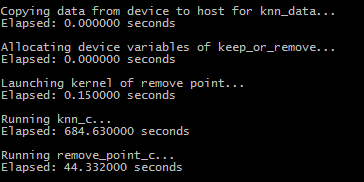 Copying data from device to host for knn_data...
Elapsed: 0.000000 seconds
Allocating device variables of keep_or_remove...
Elapsed: 0.000000 seconds
Launching kernel of remove point...
Elapsed: 0.150000 seconds
Running knn_c...
Elapsed: 684.630000 seconds
Running remove_point_c...
Elapsed: 44.332000 seconds